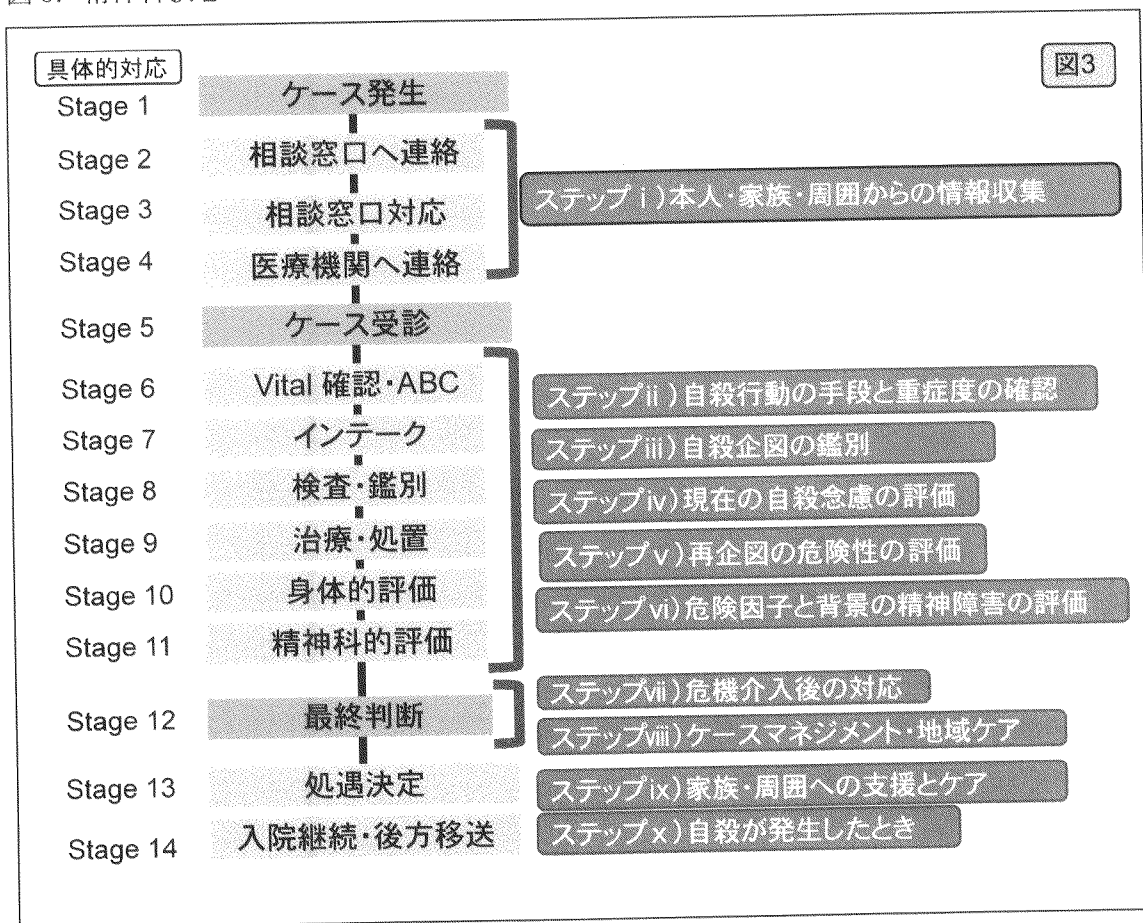 具体的対応
図3
Stage 1 ケース発生
Stage 2 相談窓口へ連絡
Stage 3 相談窓口対応
Stage 4 医療機関へ連絡
ステップⅰ)本人・家族・周囲からの情報収集
Stage 5 ケース受診
Stage 6 Vital 確認・ABC
Stage 7 インテーク
Stage 8 検査・鑑別
Stage 9 治療・処置
Stage 10 身体的評価
Stage 11 精神科的評価
ステップⅱ)自殺行動の手段と重症度の確認
ステップⅲ)自殺企図の鑑別
ステップⅳ)現在の自殺念慮の評価
ステップⅴ)再企図の危険性の評価
ステップⅵ)危険因子と背景の精神障害の評価
Stage 12 最終判断
ステップⅶ)危機介入後の対応
ステップⅷ)ケースマネジメント・地域ケア
Stage 13 処遇決定
ステップⅸ)家族・周囲への支援とケア
Stage 14 入院継続・後方移送
ステップⅹ)自殺が発生したとき